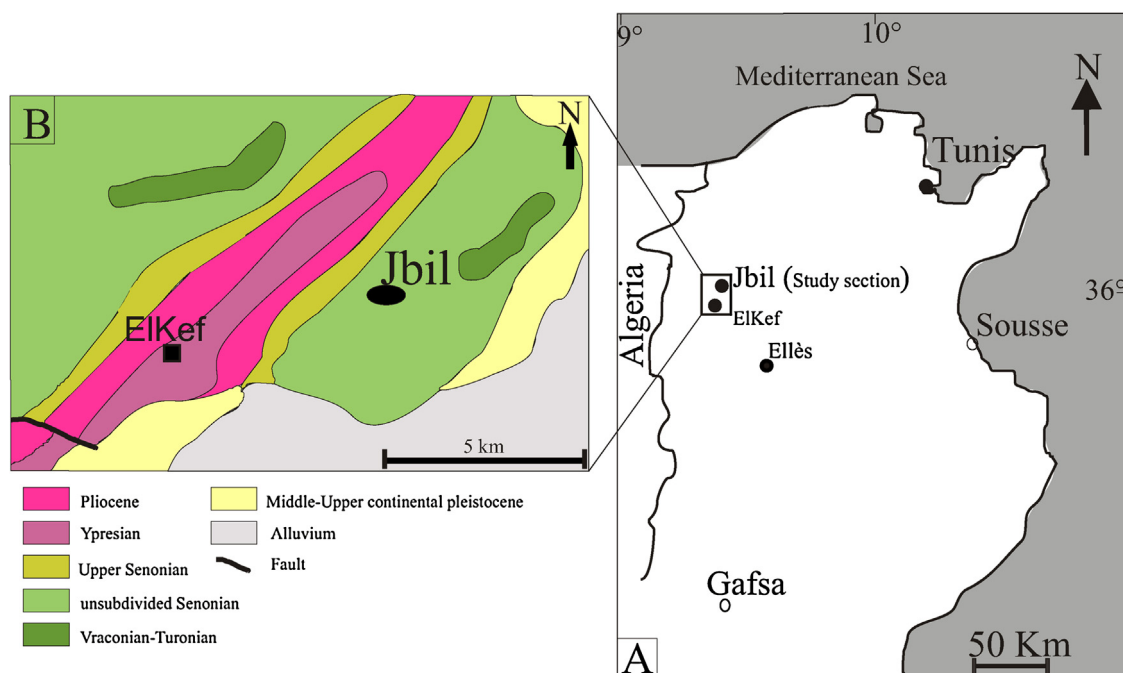 B
N
Jbil
ElKef
5 km
Pliocene
Ypresian
Upper Senonian
unsubdivided Senonian
Vraconian-Turonian
Middle-Upper continental pleistocene
Alluvium
Fault
9°
10°
Mediterranean Sea
N
Tunis
Algeria
Jbil (Study section)
ElKef
36°
Sousse
Ellès
Gafsa
A
50 Km